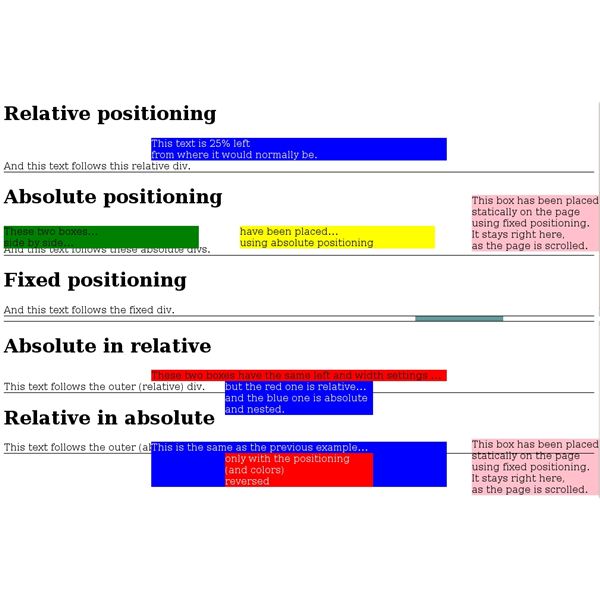 Relative positioning
This text is 25% left
from where it would normally be.
And this text follows this relative div.
Absolute positioning
This box has been placed
statically on the page
using fixed positioning.
It stays right here,
as the page is scrolled.
These two boxes...
side by side...
have been placed...
using absolute positioning
And this text follows these absolute divs.
Fixed positioning
And this text follows the fixed div.
Absolute in relative
These two boxes have the same left and width settings ...
This text follows the outer (relative) div.
but the red one is relative...
and the blue one is absolute
and nested.
Relative in absolute
This text follows the outer (ab
This is the same as the previous example...
only with the positioning
(and colors)
reversed
This box has been placed
statically on the page
using fixed positioning.
It stays right here,
as the page is scrolled.